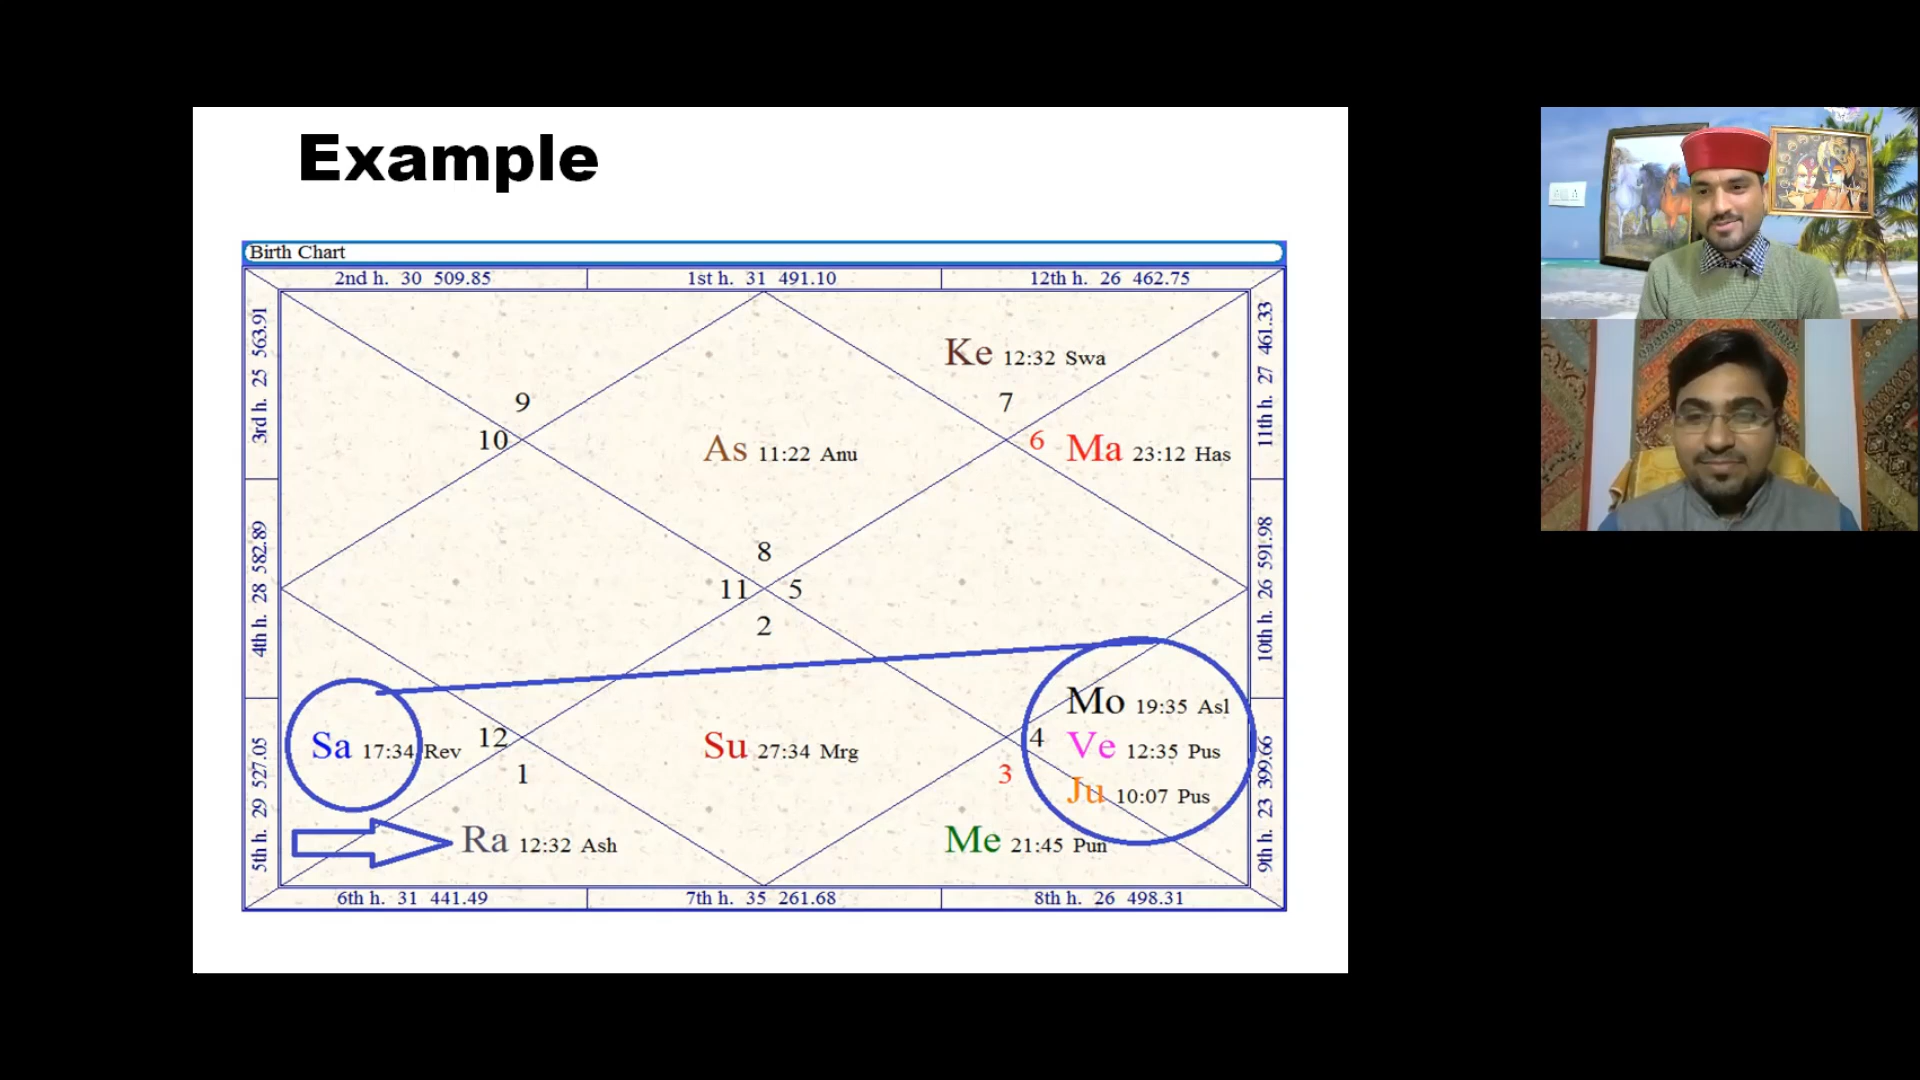 Example
Birth Chart
2nd h. 30 509.85
1st h. 31 491.10
12th h. 26 462.75
3rd h. 25 563.91
11th h. 27 461.33
Ke 12:32 Swa
9
7
10
As 11:22 Anu
6 Ma 23:12 Has
4th h. 28 582.89
10th h. 26 591.98
8
11 5
2
Mo 19:35 Asl
Sa 17:34 Rev 12
Su 27:34 Mrg
4 Ve 12:35 Pus
1
3
Ju 10:07 Pus
5th h. 29 527.05
9th h. 23 399.66
Ra 12:32 Ash
Me 21:45 Pun
6th h. 31 441.49
7th h. 35 261.68
8th h. 26 498.31